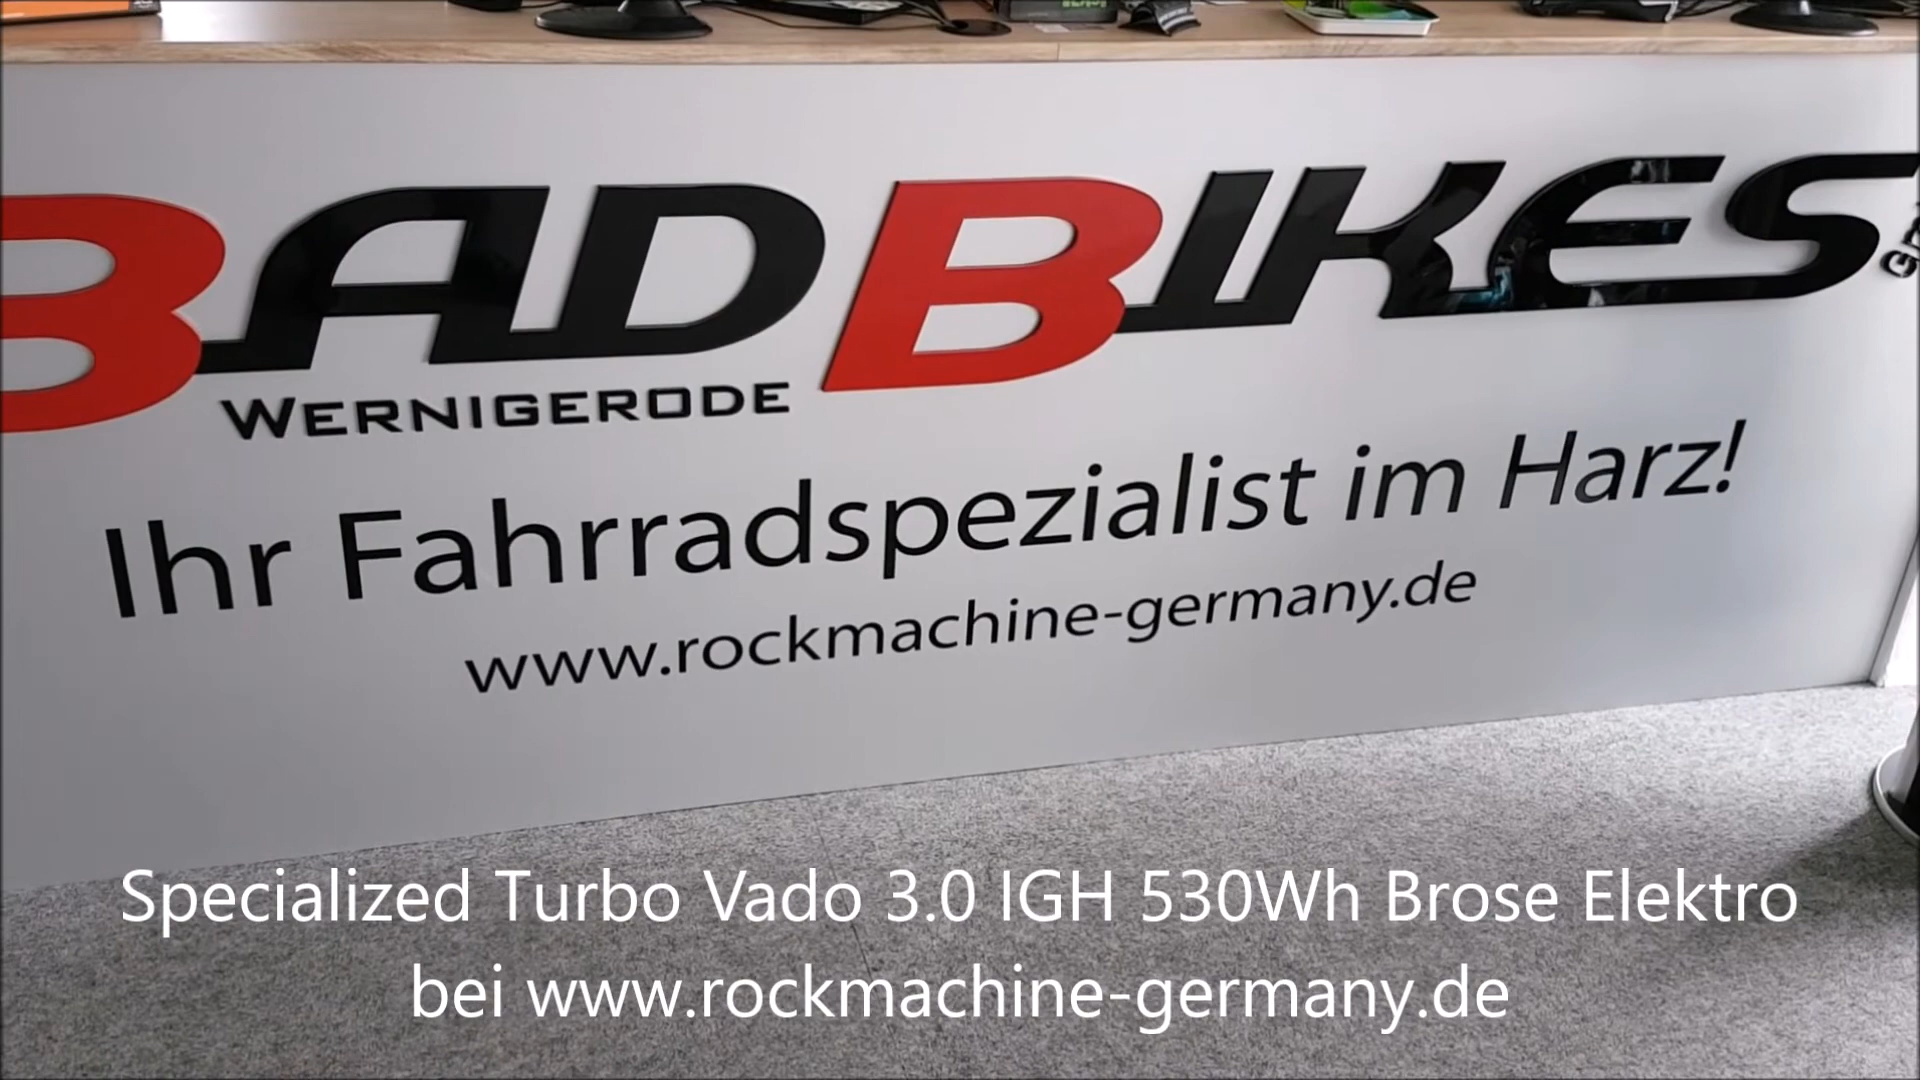 BADBIKES
WERNIGERODE
Ihr Fahrradspezialist im Harz!
www.rockmachine-germany.de
Specialized Turbo Vado 3.0 IGH 530Wh Brose Elektro
bei www.rockmachine-germany.de